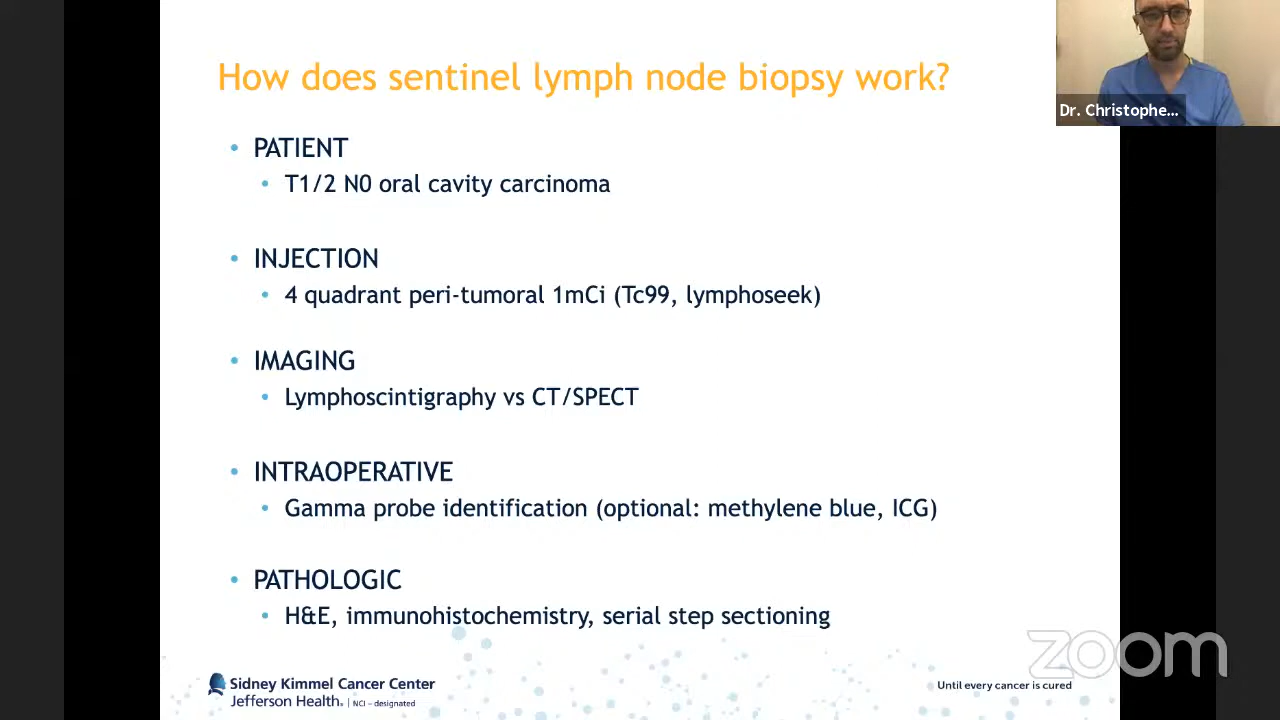 How does sentinel lymph node biopsy work?
Dr. Christophe...
• PATIENT
• T1/2 N0 oral cavity carcinoma
• INJECTION
• 4 quadrant peri-tumoral 1mCi (Tc99, lymphoseek)
• IMAGING
• Lymphoscintigraphy vs CT/SPECT
• INTRAOPERATIVE
• Gamma probe identification (optional: methylene blue, ICG)
• PATHOLOGIC
• H&E, immunohistochemistry, serial step sectioning
zoom
Sidney Kimmel Cancer Center
Jefferson Health. | NCI – designated
Until every cancer is cured